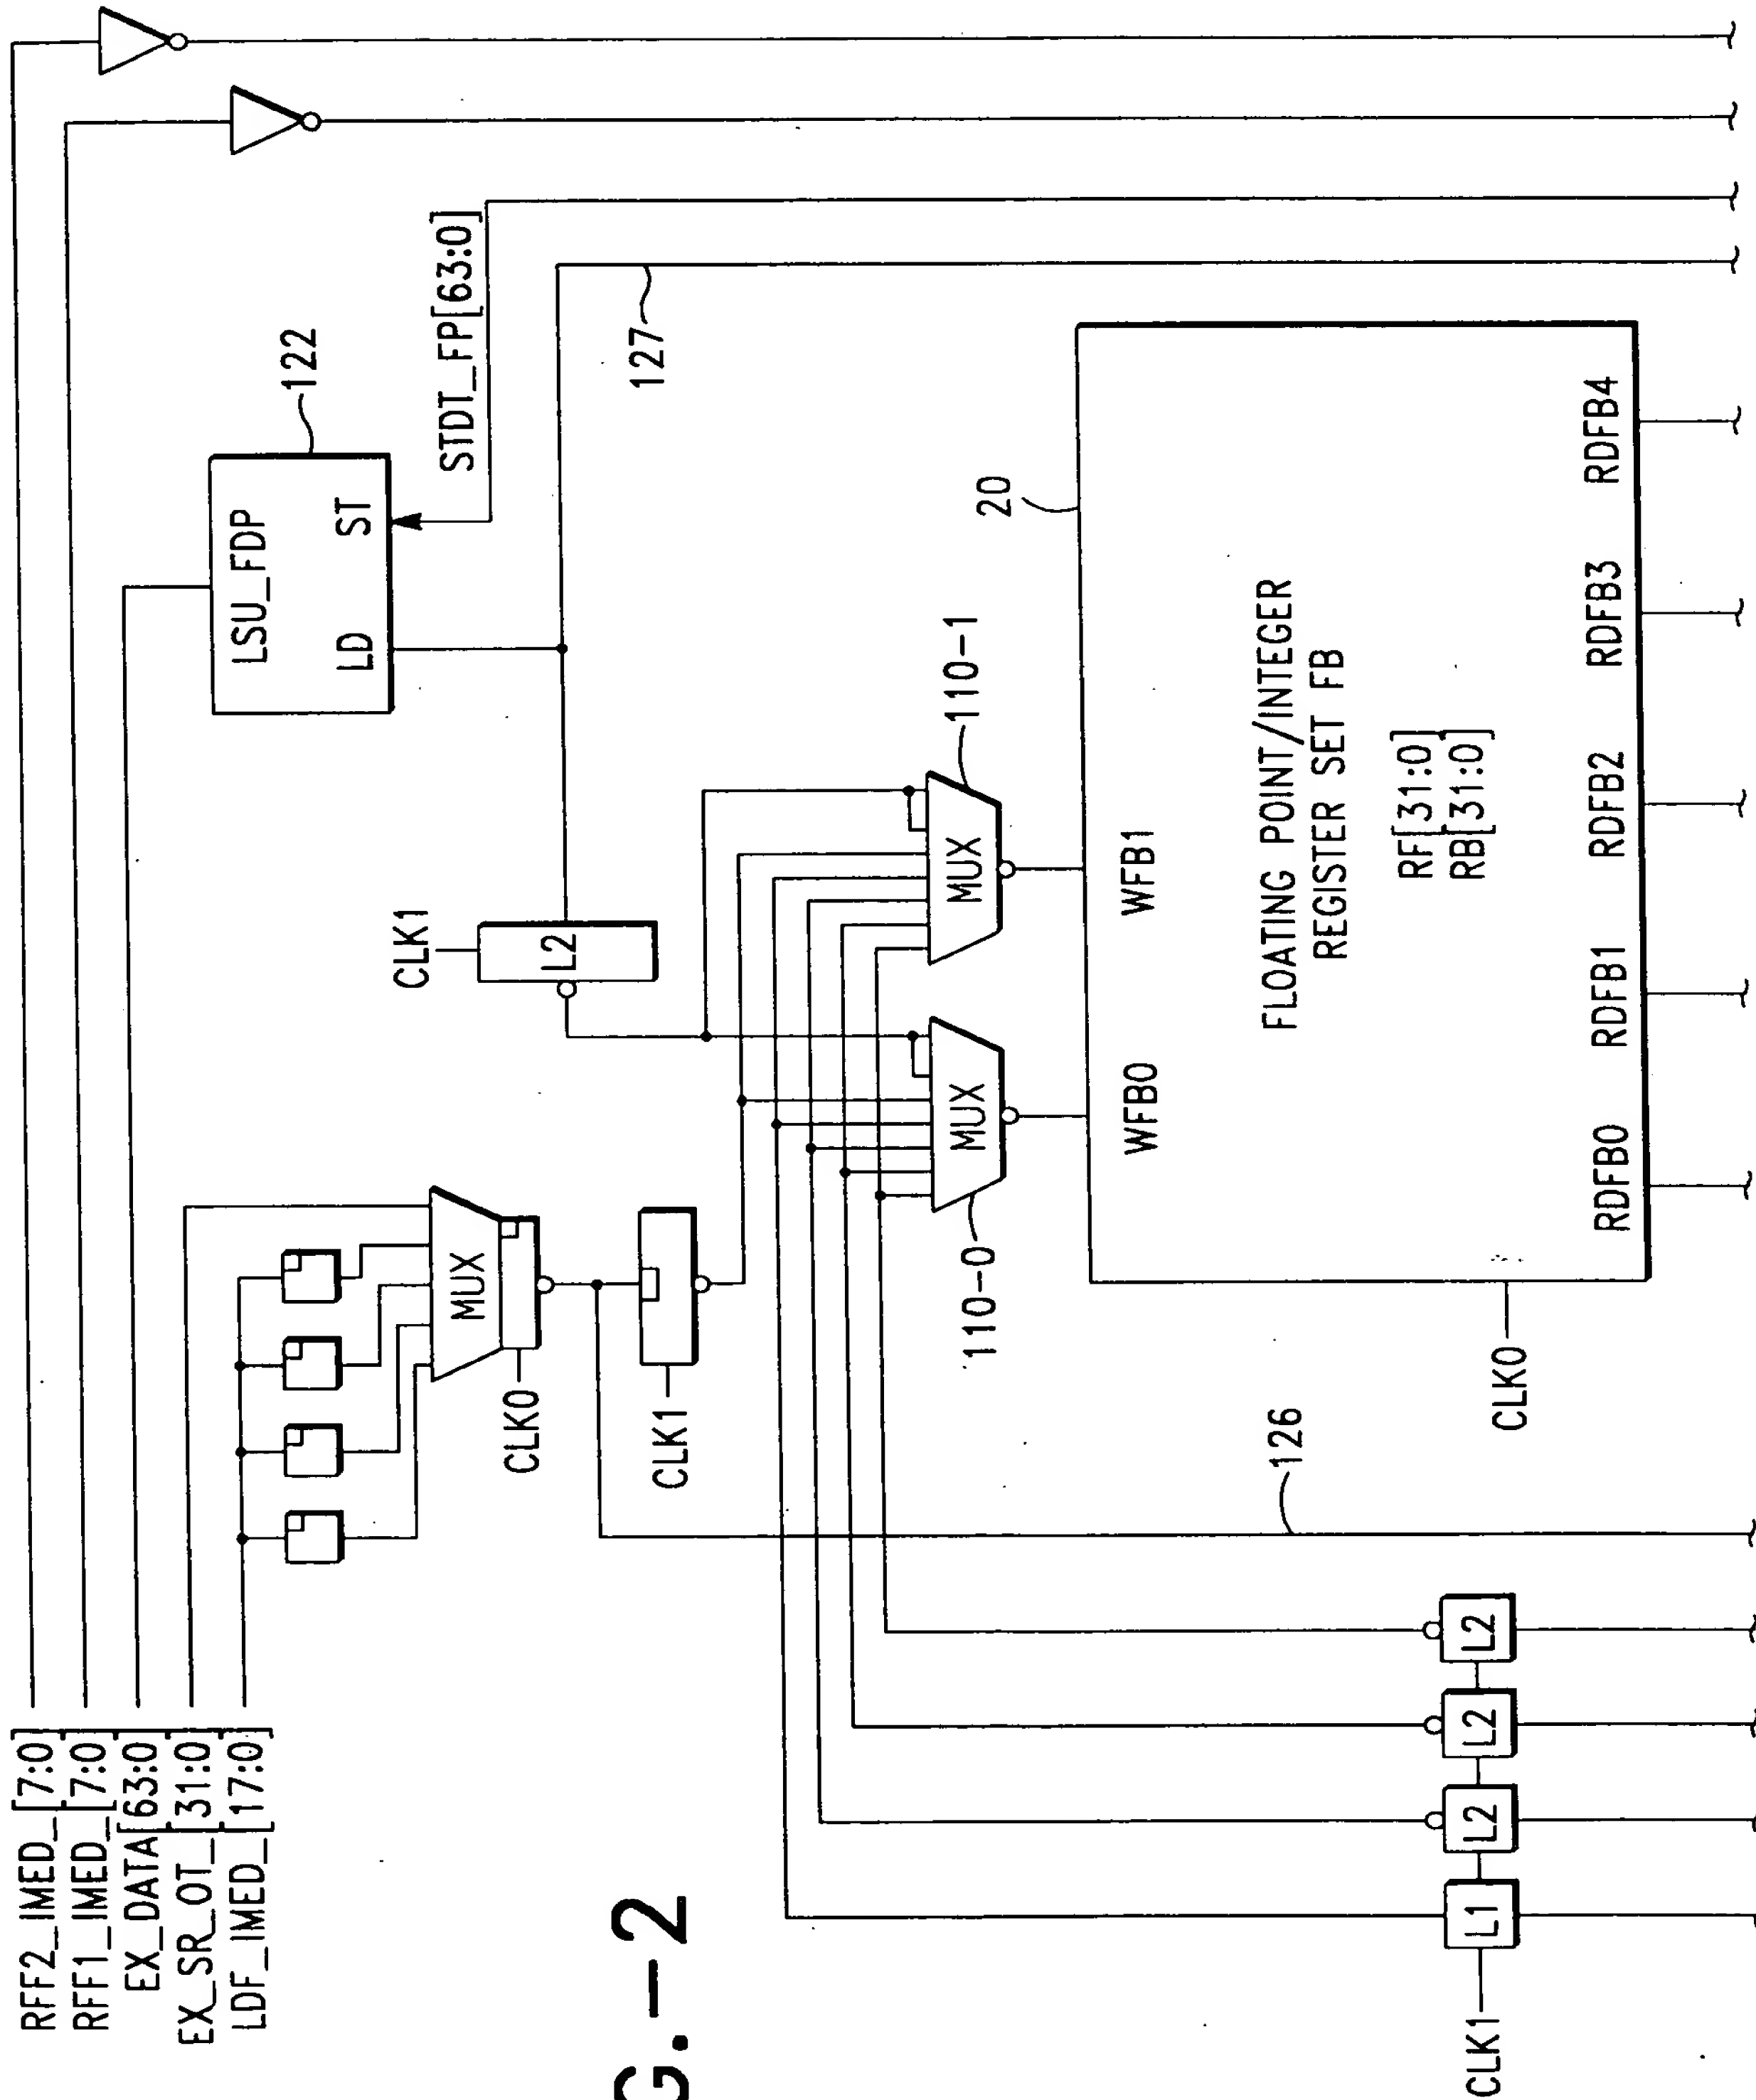 RFF2_IMED_[7:0]
RFF1_IMED_[7:0]
EX_DATA[63:0]
EX_SR_OT_[31:0]
LDF_IMED_[17:0]
LSU_FDP
LD
ST
122
STDT_FP[63:0]
127
MUX
CLK0
CLK1
CLK1
L2
MUX
110-0
MUX
110-1
WFB0
WFB1
20
FLOATING POINT/INTEGER
REGISTER SET FB
RF[31:0]
RB[31:0]
CLK0
RDFB0
RDFB1
RDFB2
RDFB3
RDFB4
126
CLK1
L1
L2
L2
L2
G.-2